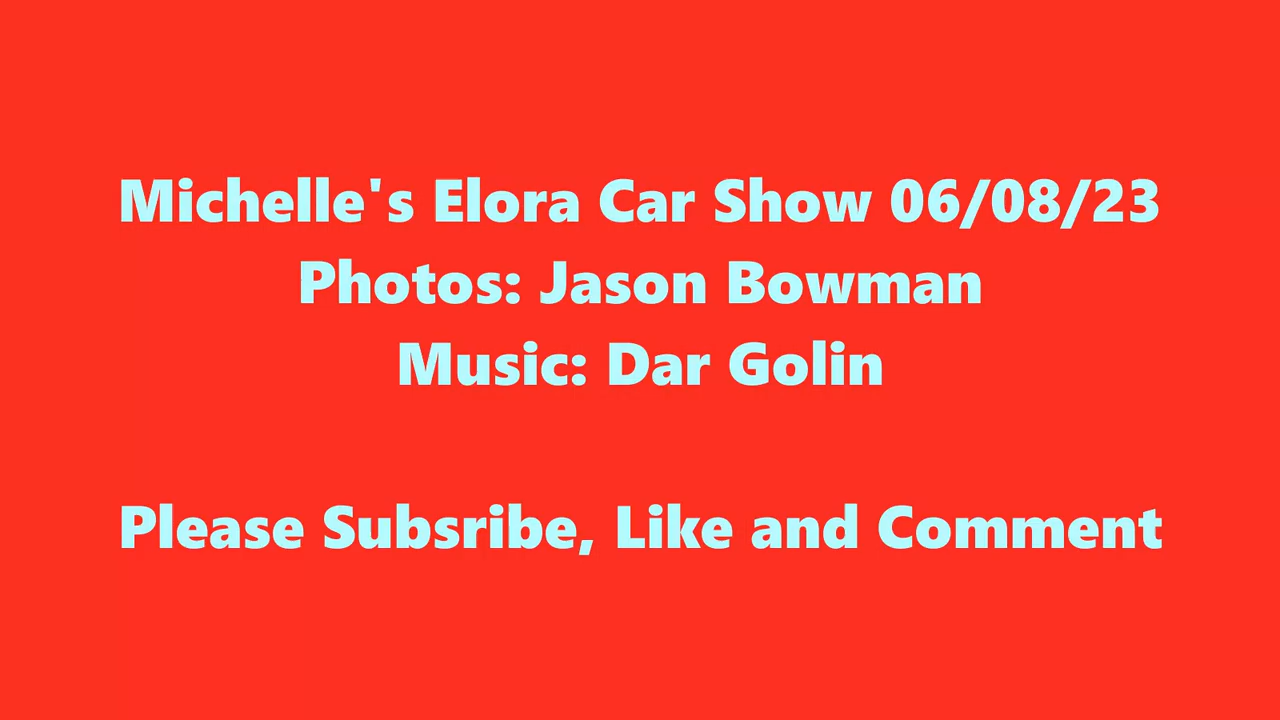 Michelle's Elora Car Show 06/08/23
Photos: Jason Bowman
Music: Dar Golin
Please Subsribe, Like and Comment